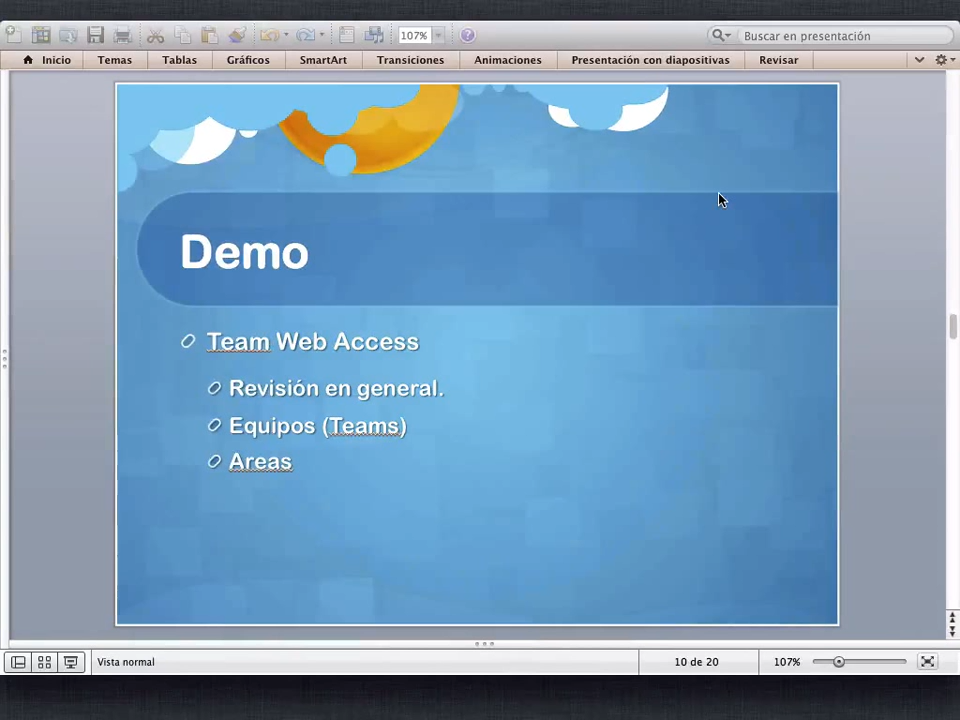 107%
Buscar en presentación
Inicio Temas Tablas Gráficos SmartArt Transiciones Animaciones Presentación con diapositivas Revisar
Demo
Team Web Access
Revisión en general.
Equipos (Teams)
Areas
Vista normal 10 de 20 107%